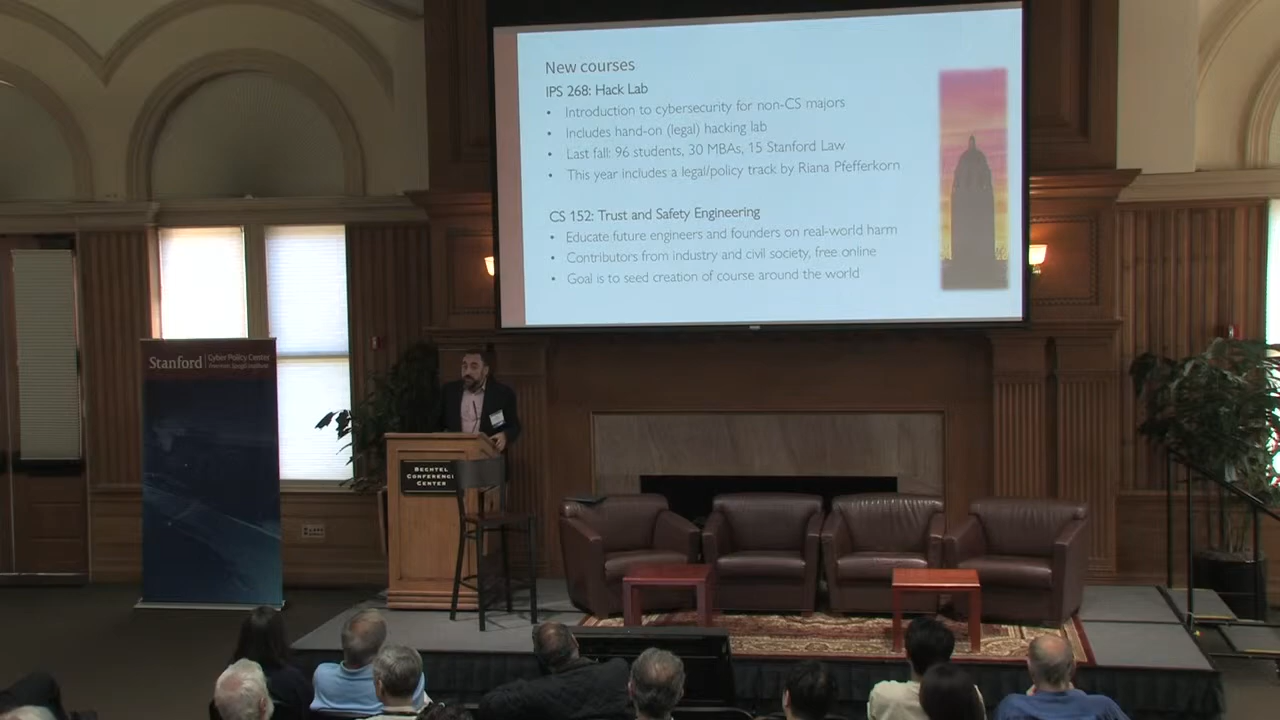 New courses
IPS 268: Hack Lab
• Introduction to cybersecurity for non-CS majors
• Includes hand-on (legal) hacking lab
• Last fall: 96 students, 30 MBAs, 15 Stanford Law
• This year includes a legal/policy track by Riana Pfefferkorn
CS 152: Trust and Safety Engineering
• Educate future engineers and founders on real-world harm
• Contributors from industry and civil society, free online
• Goal is to seed creation of course around the world
Stanford | Cyber Policy Center
Freeman Spogli Institute
BECHTEL
CONFERENCE
CENTER